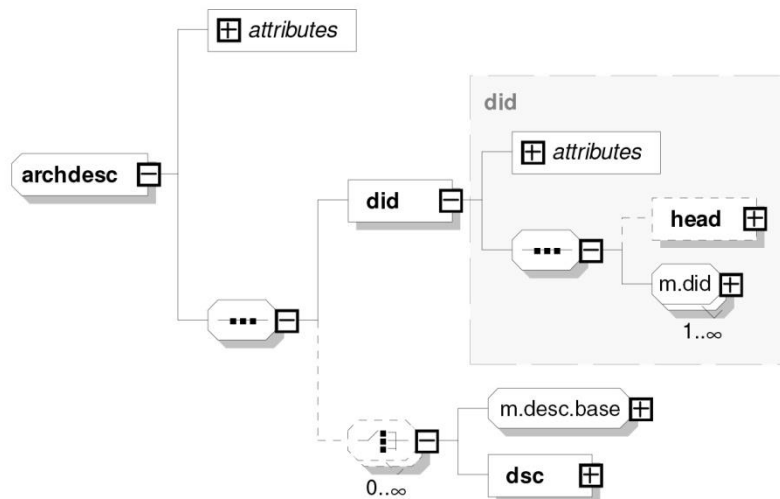 attributes
did
attributes
archdesc
did
head
m.did
1..∞
m.desc.base
0..∞
dsc